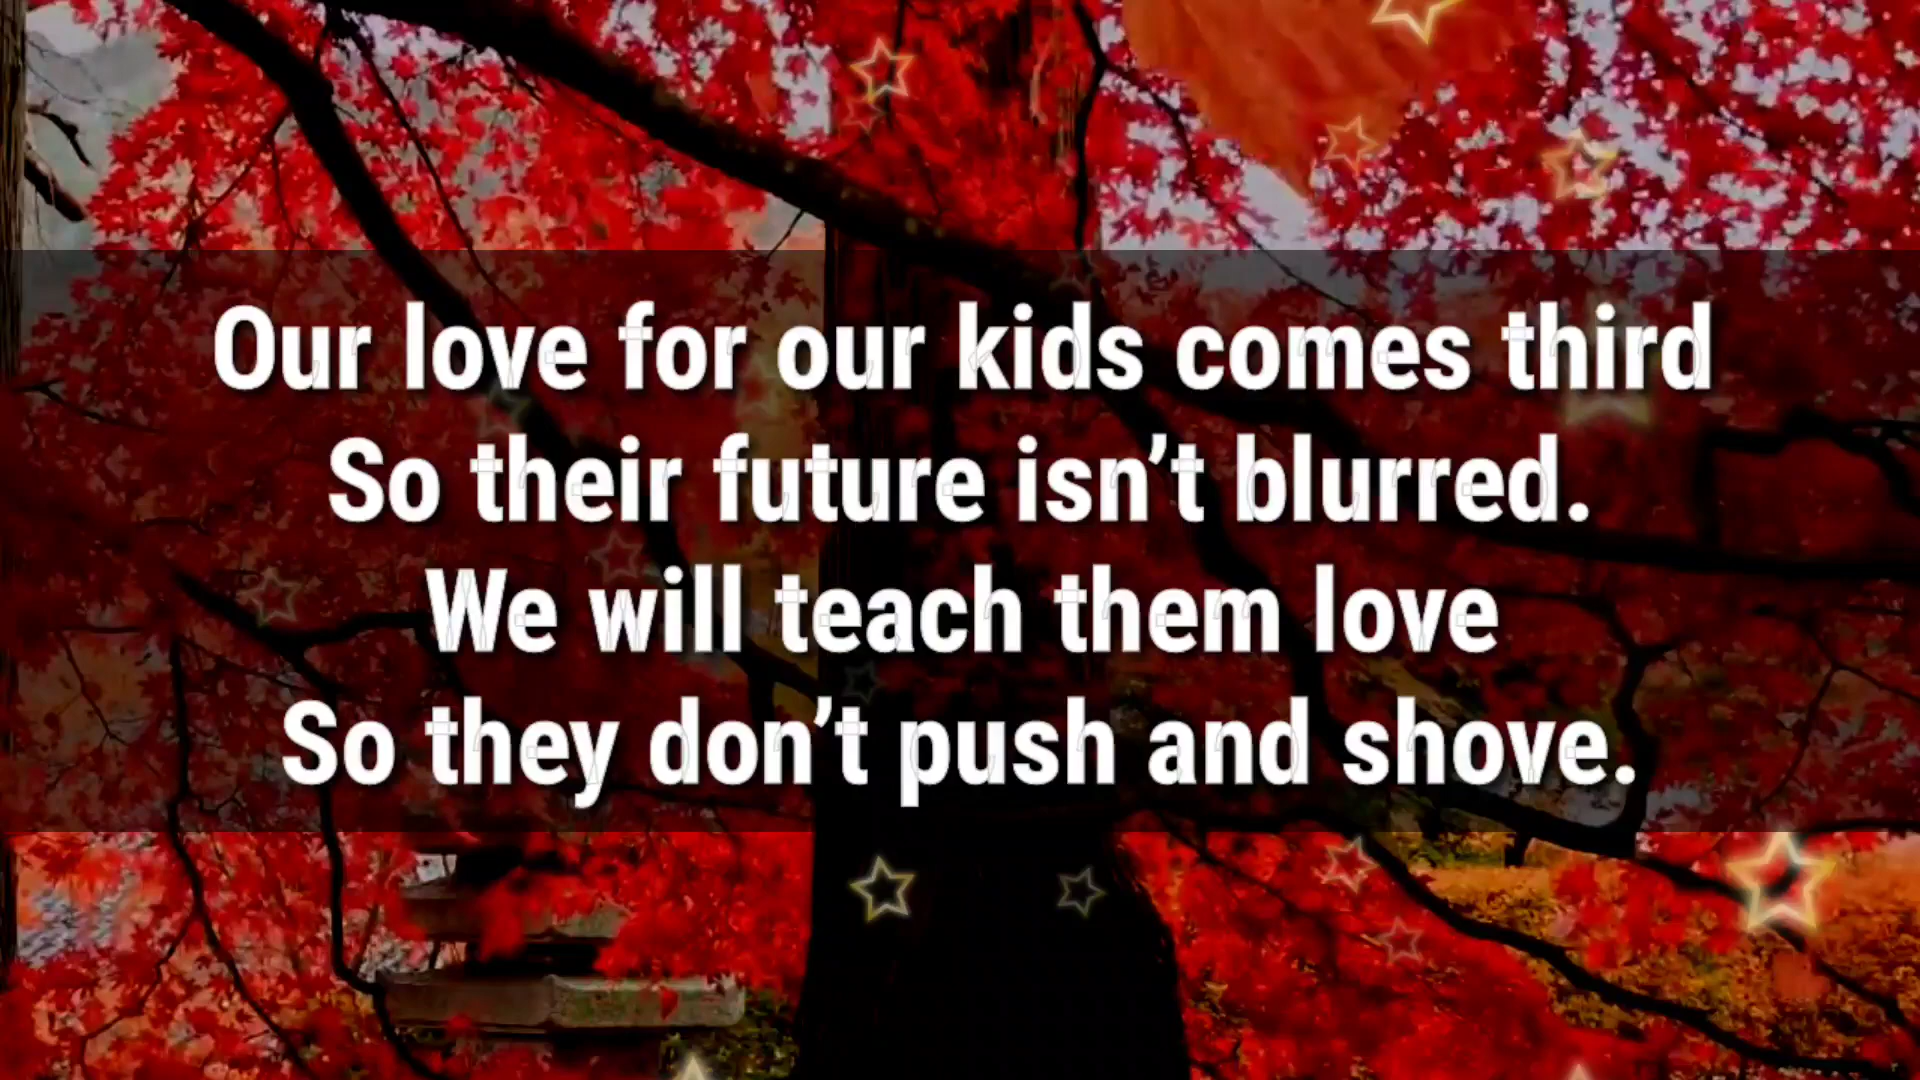 Our love for our kids comes third
So their future isn’t blurred.
We will teach them love
So they don’t push and shove.